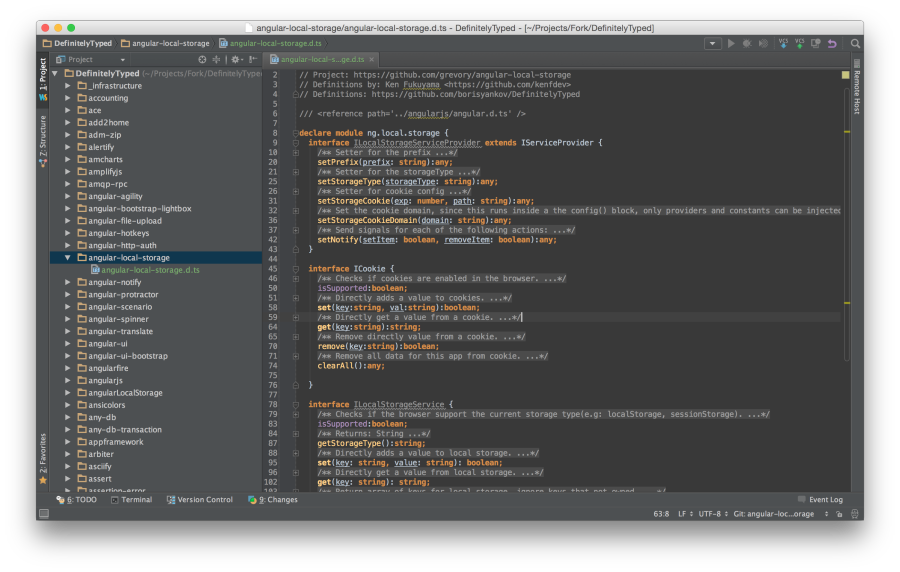 angular-local-storage/angular-local-storage.d.ts - DefinitelyTyped - [~/Projects/Fork/DefinitelyTyped]
DefinitelyTyped angular-local-storage angular-local-storage.d.ts
VCS VCS
1: Project
Z: Structure
2: Favorites
Remote Host
Project
DefinitelyTyped (~/Projects/Fork/DefinitelyTyped
_infrastructure
accounting
ace
add2home
adm-zip
alertify
amcharts
amplifyjs
amqp-rpc
angular-agility
angular-bootstrap-lightbox
angular-file-upload
angular-hotkeys
angular-http-auth
angular-local-storage
angular-local-storage.d.ts
angular-notify
angular-protractor
angular-scenario
angular-spinner
angular-translate
angular-ui
angular-ui-bootstrap
angularfire
angularjs
angularLocalStorage
ansicolors
any-db
any-db-transaction
appframework
arbiter
asciify
assert
assertion-error
angular-local-s...ge.d.ts
2 // Project: https://github.com/grevory/angular-local-storage
3 // Definitions by: Ken Fukuyama <https://github.com/kenfdev>
4 // Definitions: https://github.com/borisyankov/DefinitelyTyped
5
6 /// <reference path='../angularjs/angular.d.ts' />
7
8 declare module ng.local.storage {
9 interface ILocalStorageServiceProvider extends IServiceProvider {
10 /** Setter for the prefix ...*/
20 setPrefix(prefix: string):any;
21 /** Setter for the storageType ...*/
25 setStorageType(storageType: string):any;
26 /** Setter for cookie config ...*/
31 setStorageCookie(exp: number, path: string):any;
32 /** Set the cookie domain, since this runs inside a the config() block, only providers and constants can be injected
36 setStorageCookieDomain(domain: string):any;
37 /** Send signals for each of the following actions: ...*/
42 setNotify(setItem: boolean, removeItem: boolean):any;
43 }
44
45 interface ICookie {
46 /** Checks if cookies are enabled in the browser. ...*/
50 isSupported:boolean;
51 /** Directly adds a value to cookies. ...*/
58 set(key:string, val:string):boolean;
59 /** Directly get a value from a cookie. ...*/
64 get(key:string):string;
65 /** Remove directly value from a cookie. ...*/
70 remove(key:string):boolean;
71 /** Remove all data for this app from cookie. ...*/
74 clearAll():any;
75
76 }
77
78 interface ILocalStorageService {
79 /** Checks if the browser support the current storage type(e.g: localStorage, sessionStorage). ...*/
83 isSupported:boolean;
84 /** Returns: String ...*/
87 getStorageType():string;
88 /** Directly adds a value to local storage. ...*/
95 set(key: string, value: string): boolean;
96 /** Directly get a value from local storage. ...*/
102 get(key: string): string;
103 /** Return array of keys for local storage, ignore keys that not owned. ...*/
6: TODO Terminal Version Control 9: Changes Event Log
63:8 LF UTF-8 Git: angular-loc...orage